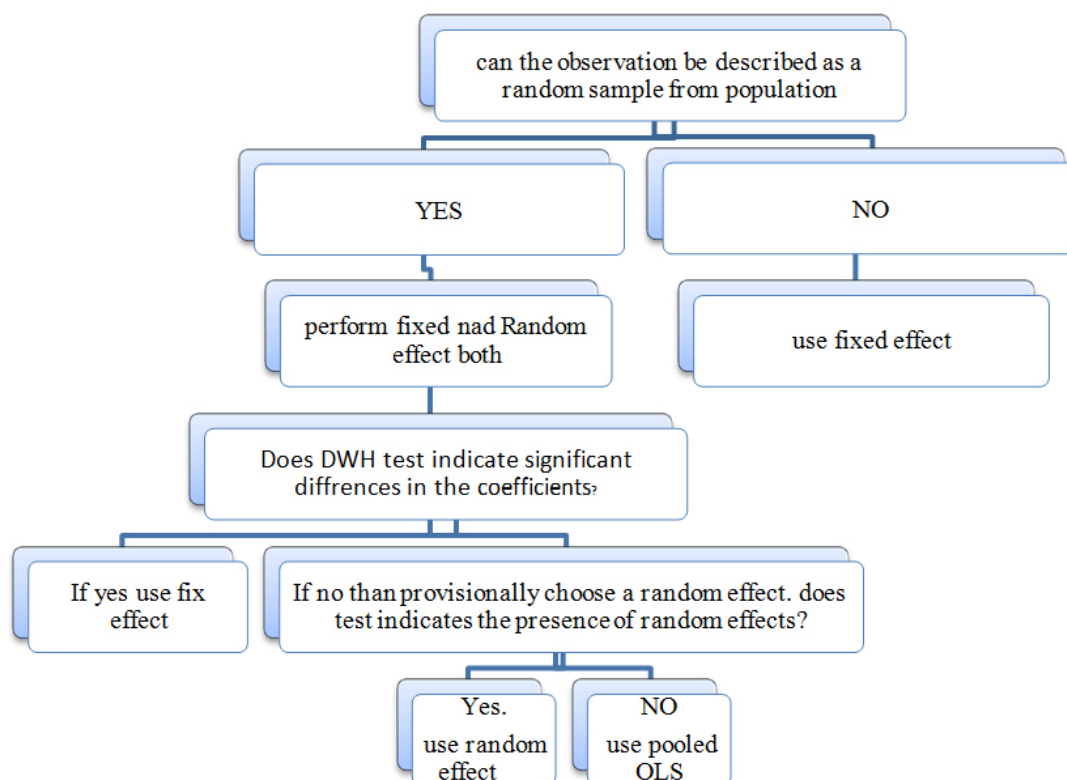 can the observation be described as a
random sample from population
YES
NO
perform fixed nad Random
effect both
use fixed effect
Does DWH test indicate significant
diffrences in the coefficients?
If yes use fix
effect
If no than provisionally choose a random effect. does
test indicates the presence of random effects?
Yes.
use random
effect
NO
use pooled
OLS